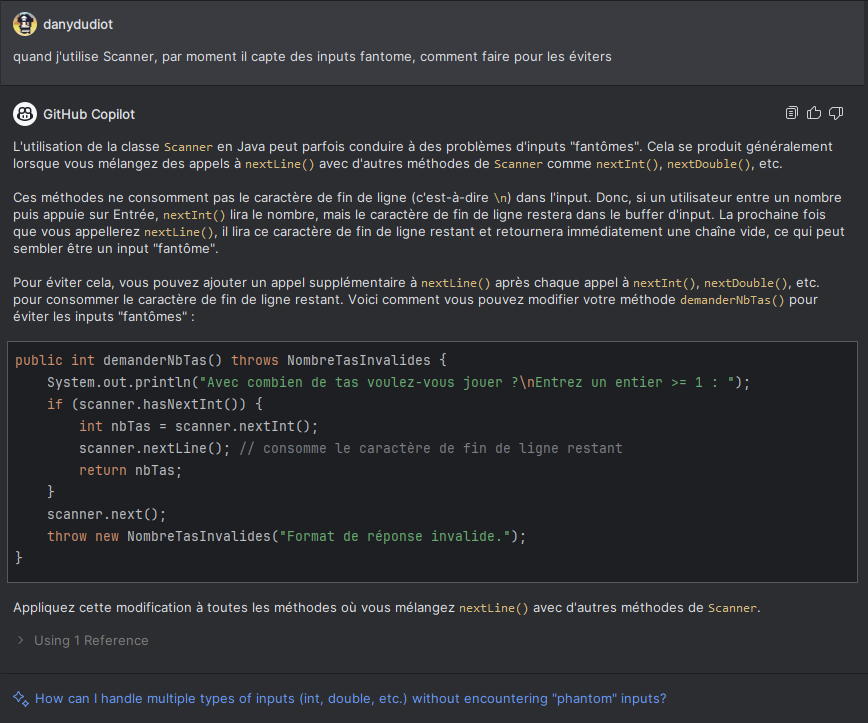 danydudiot
quand j'utilise Scanner, par moment il capte des inputs fantome, comment faire pour les éviters
GitHub Copilot
L'utilisation de la classe Scanner en Java peut parfois conduire à des problèmes d'inputs "fantômes". Cela se produit généralement
lorsque vous mélangez des appels à nextLine() avec d'autres méthodes de Scanner comme nextInt(), nextDouble(), etc.
Ces méthodes ne consomment pas le caractère de fin de ligne (c'est-à-dire \n) dans l'input. Donc, si un utilisateur entre un nombre
puis appuie sur Entrée, nextInt() lira le nombre, mais le caractère de fin de ligne restera dans le buffer d'input. La prochaine fois
que vous appellerez nextLine(), il lira ce caractère de fin de ligne restant et retournera immédiatement une chaîne vide, ce qui peut
sembler être un input "fantôme".
Pour éviter cela, vous pouvez ajouter un appel supplémentaire à nextLine() après chaque appel à nextInt(), nextDouble(), etc.
pour consommer le caractère de fin de ligne restant. Voici comment vous pouvez modifier votre méthode demanderNbTas() pour
éviter les inputs "fantômes" :
public int demanderNbTas() throws NombreTasInvalides {
    System.out.println("Avec combien de tas voulez-vous jouer ?\nEntrez un entier >= 1 : ");
    if (scanner.hasNextInt()) {
        int nbTas = scanner.nextInt();
        scanner.nextLine(); // consomme le caractère de fin de ligne restant
        return nbTas;
    }
    scanner.next();
    throw new NombreTasInvalides("Format de réponse invalide.");
}
Appliquez cette modification à toutes les méthodes où vous mélangez nextLine() avec d'autres méthodes de Scanner.
Using 1 Reference
How can I handle multiple types of inputs (int, double, etc.) without encountering "phantom" inputs?